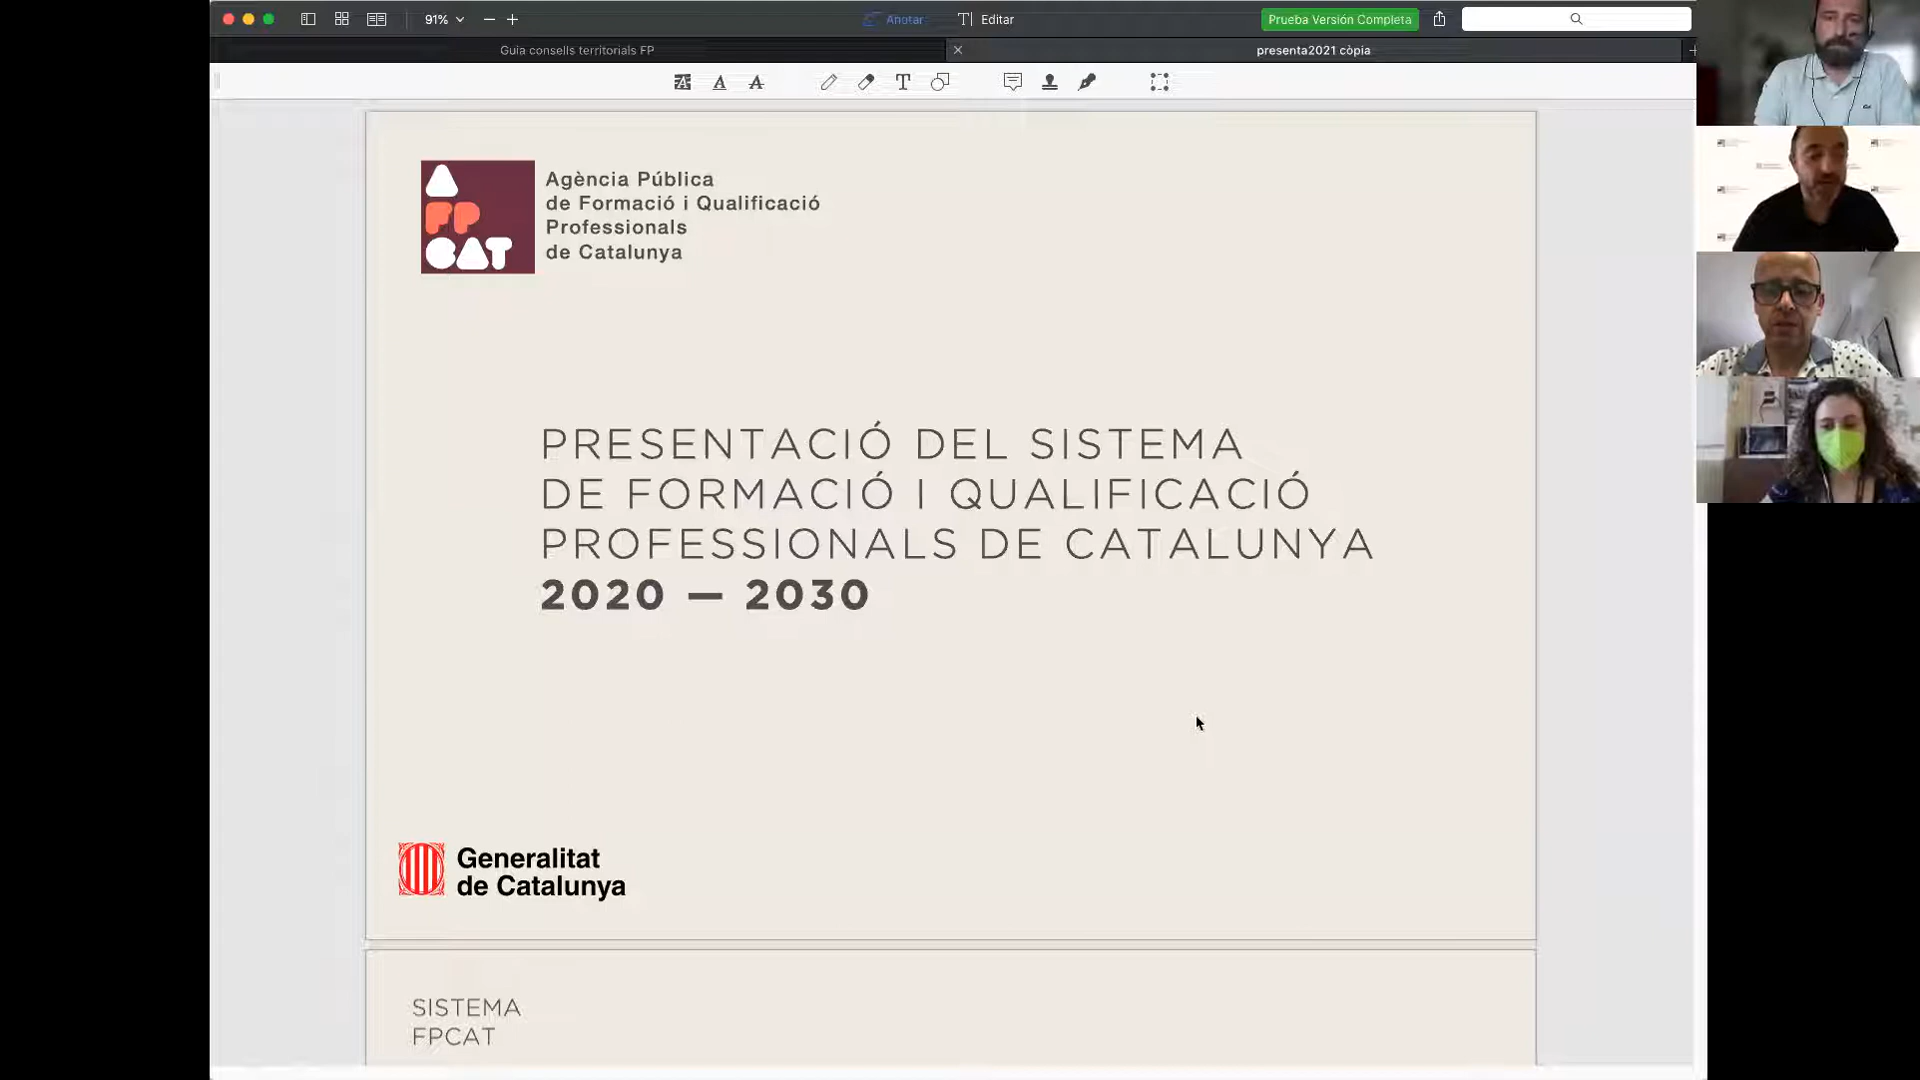 91%
Anotar
Editar
Prueba Versión Completa
Guia consells territorials FP
presenta2021 còpia
A
FP
CAT
Agència Pública
de Formació i Qualificació
Professionals
de Catalunya
PRESENTACIÓ DEL SISTEMA
DE FORMACIÓ I QUALIFICACIÓ
PROFESSIONALS DE CATALUNYA
2020 — 2030
Generalitat
de Catalunya
SISTEMA
FPCAT